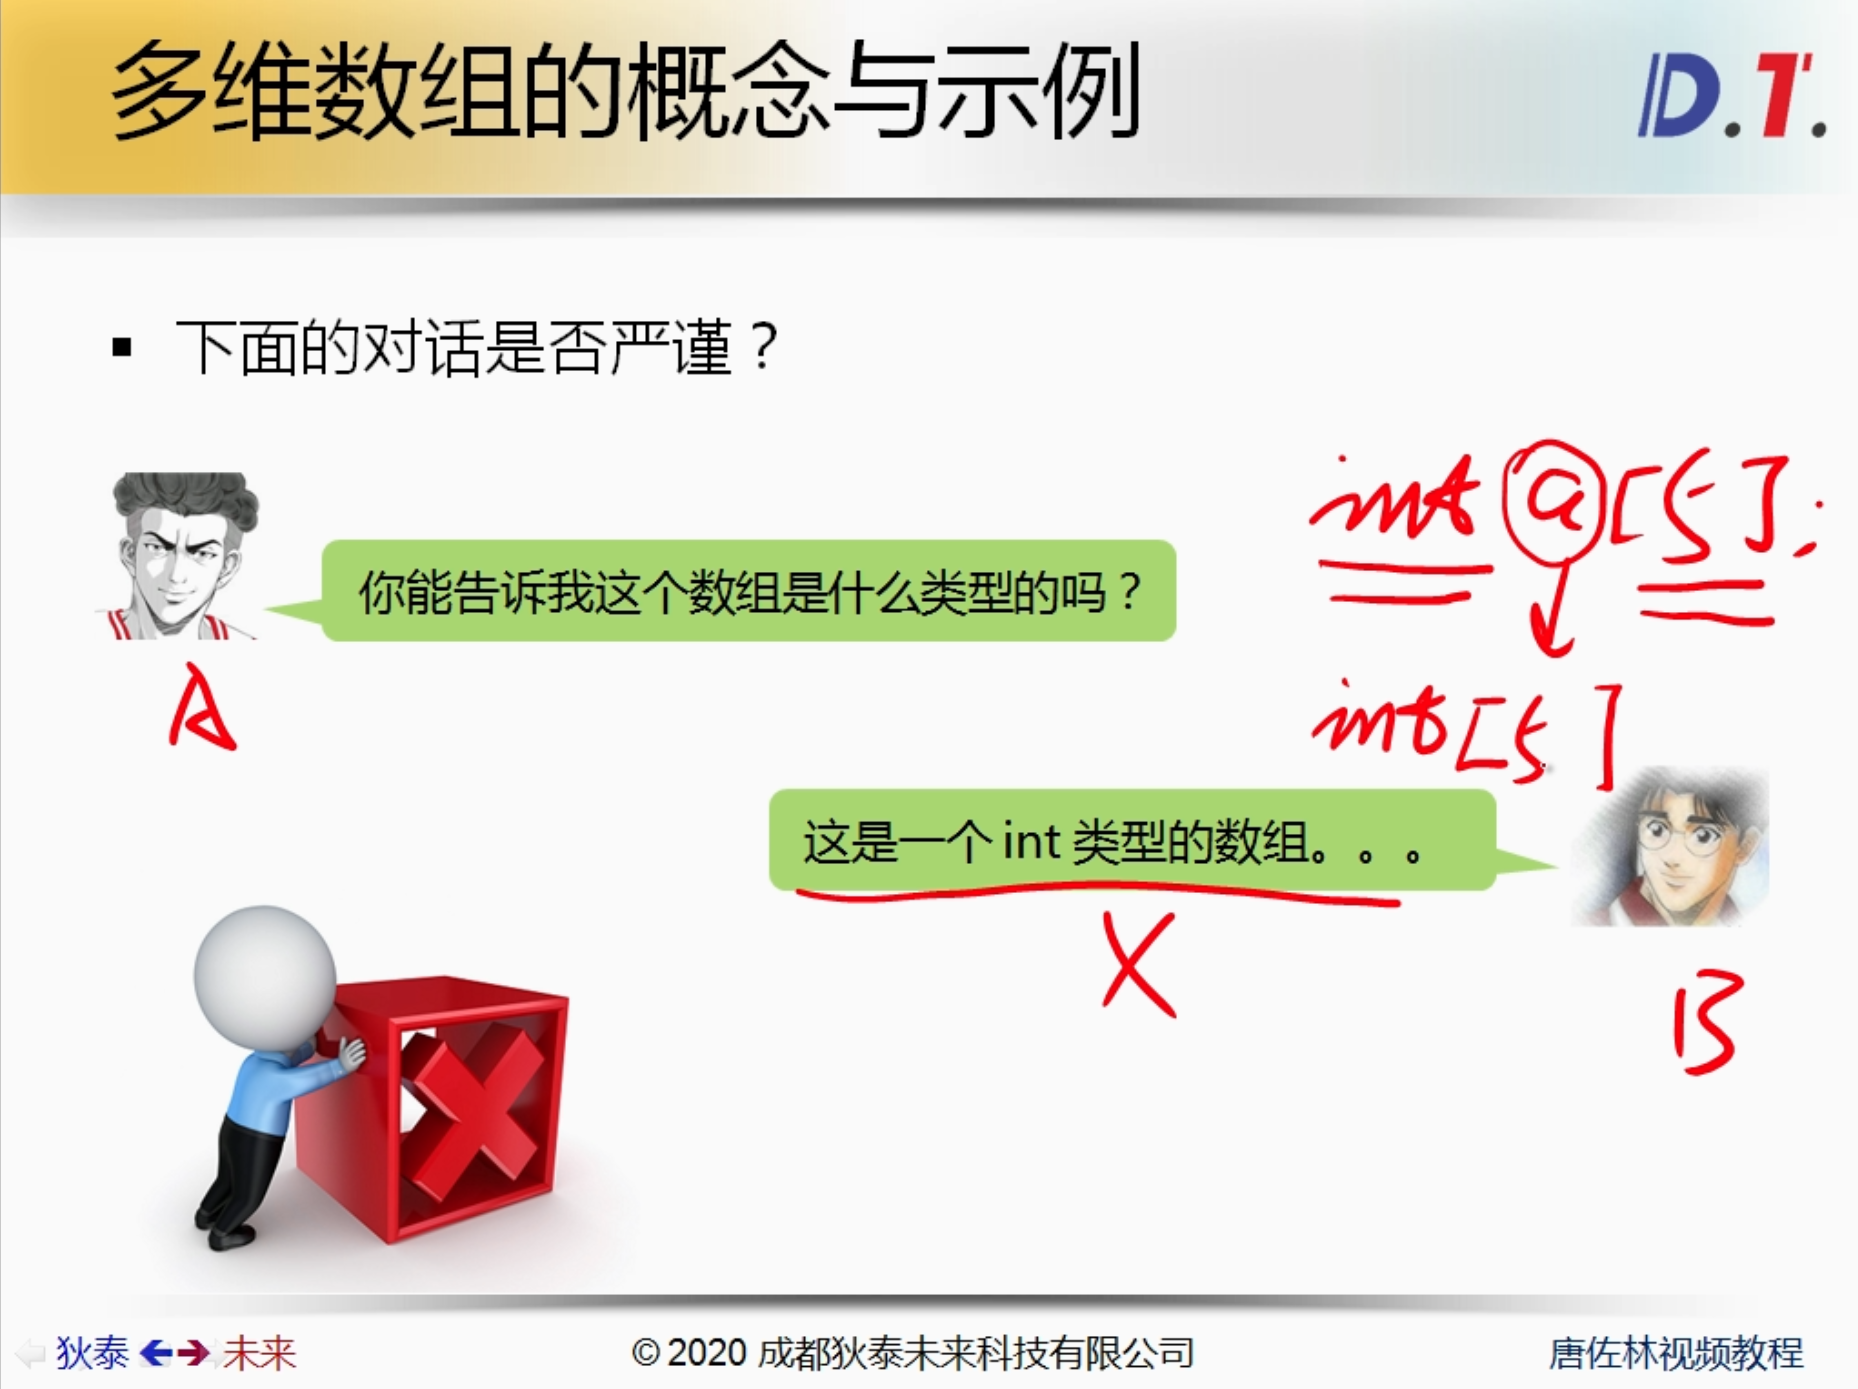 多维数组的概念与示例
D.T.
▪ 下面的对话是否严谨？
int a[5];
你能告诉我这个数组是什么类型的吗？
A
int[5]
这是一个 int 类型的数组。。。
X
B
狄泰 未来
© 2020 成都狄泰未来科技有限公司
唐佐林视频教程